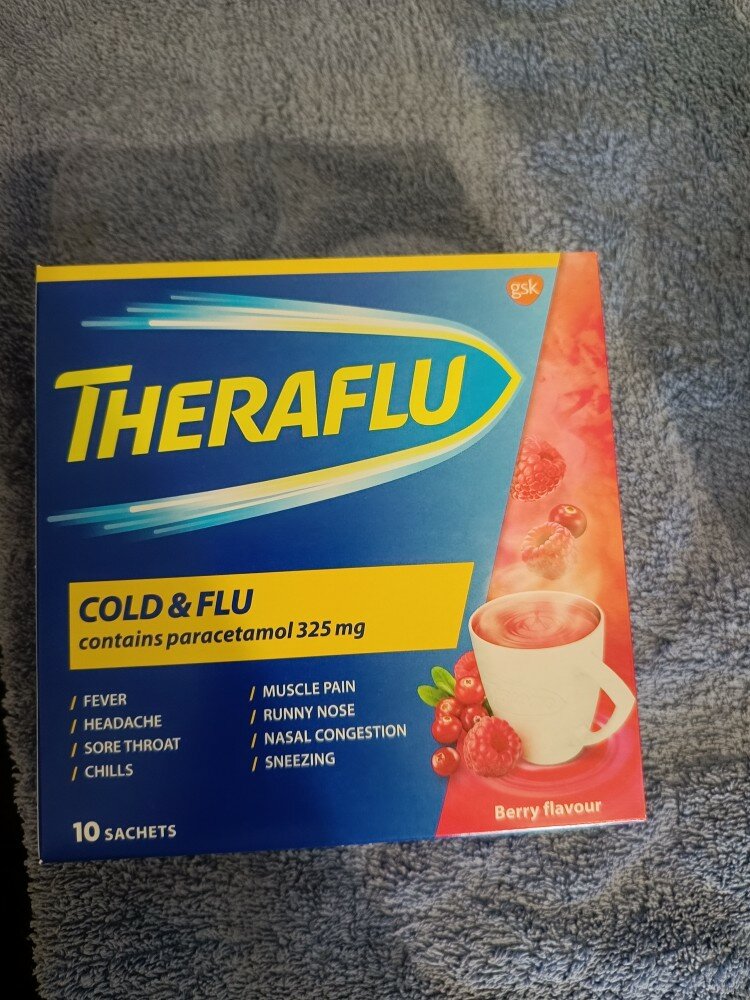 gsk
THERAFLU
COLD & FLU
contains paracetamol 325 mg
/ FEVER
/ HEADACHE
/ SORE THROAT
/ CHILLS
/ MUSCLE PAIN
/ RUNNY NOSE
/ NASAL CONGESTION
/ SNEEZING
10 SACHETS
Berry flavour